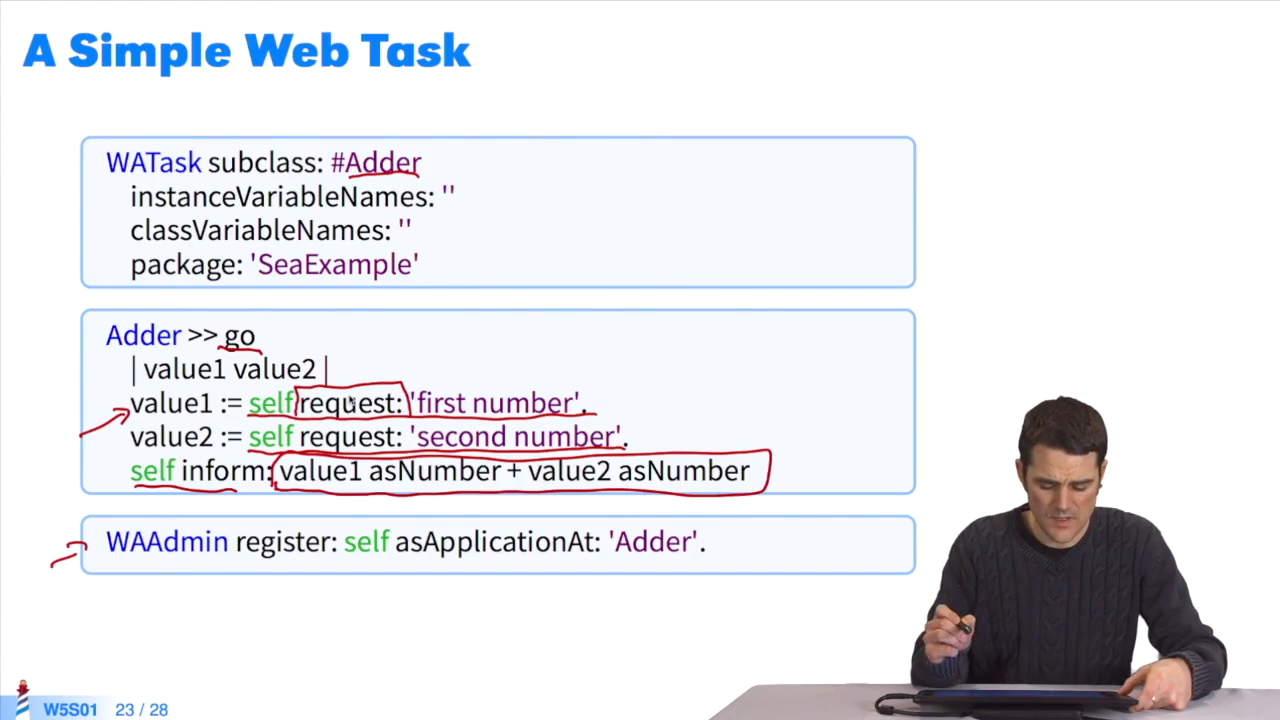 A Simple Web Task
WATask subclass: #Adder
instanceVariableNames: ''
classVariableNames: ''
package: 'SeaExample'
Adder >> go
| value1 value2 |
value1 := self request: 'first number'.
value2 := self request: 'second number'.
self inform: value1 asNumber + value2 asNumber
WAAdmin register: self asApplicationAt: 'Adder'.
W5S01 23 / 28